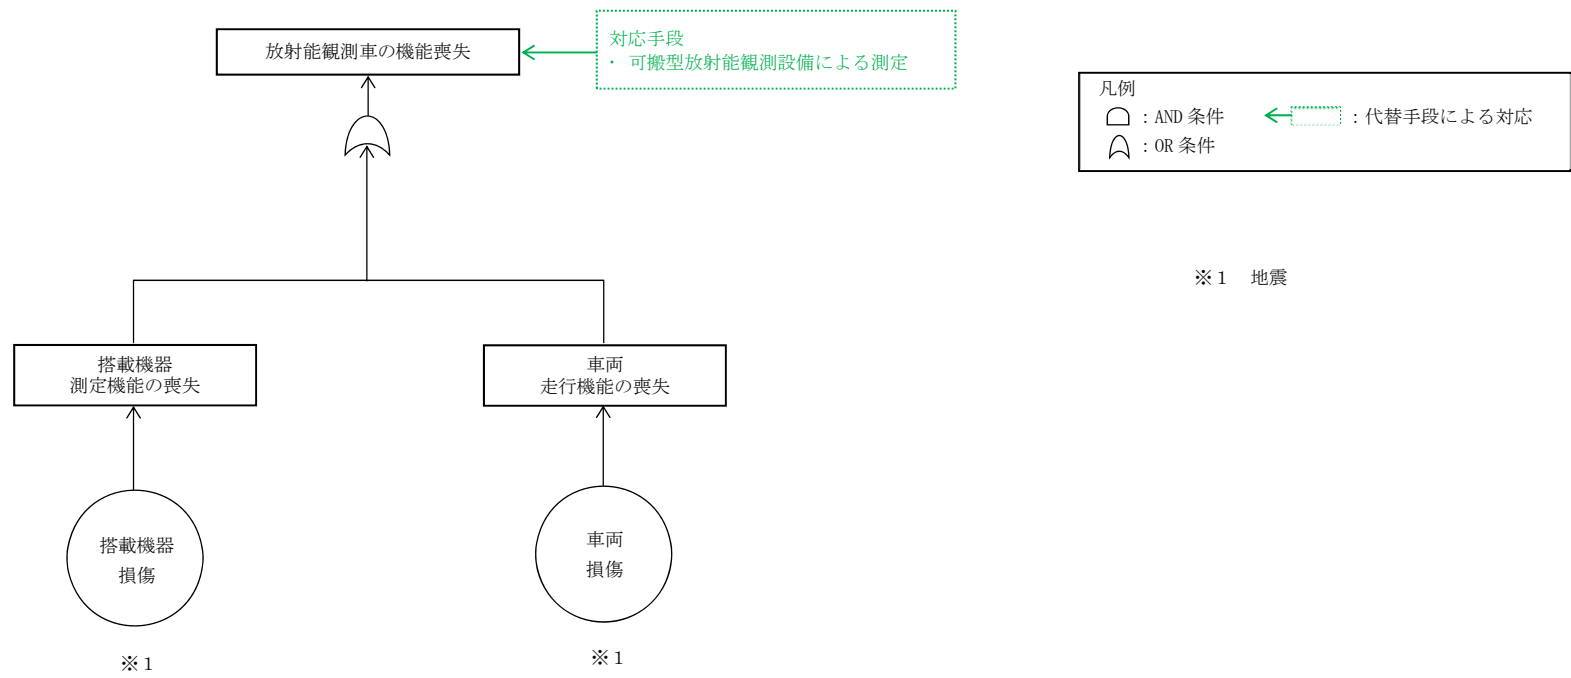 放射能観測車の機能喪失
対応手段
・ 可搬型放射能観測設備による測定
凡例
：AND 条件
：代替手段による対応
：OR 条件
※１ 地震
搭載機器
測定機能の喪失
車両
走行機能の喪失
搭載機器
損傷
車両
損傷
※１
※１